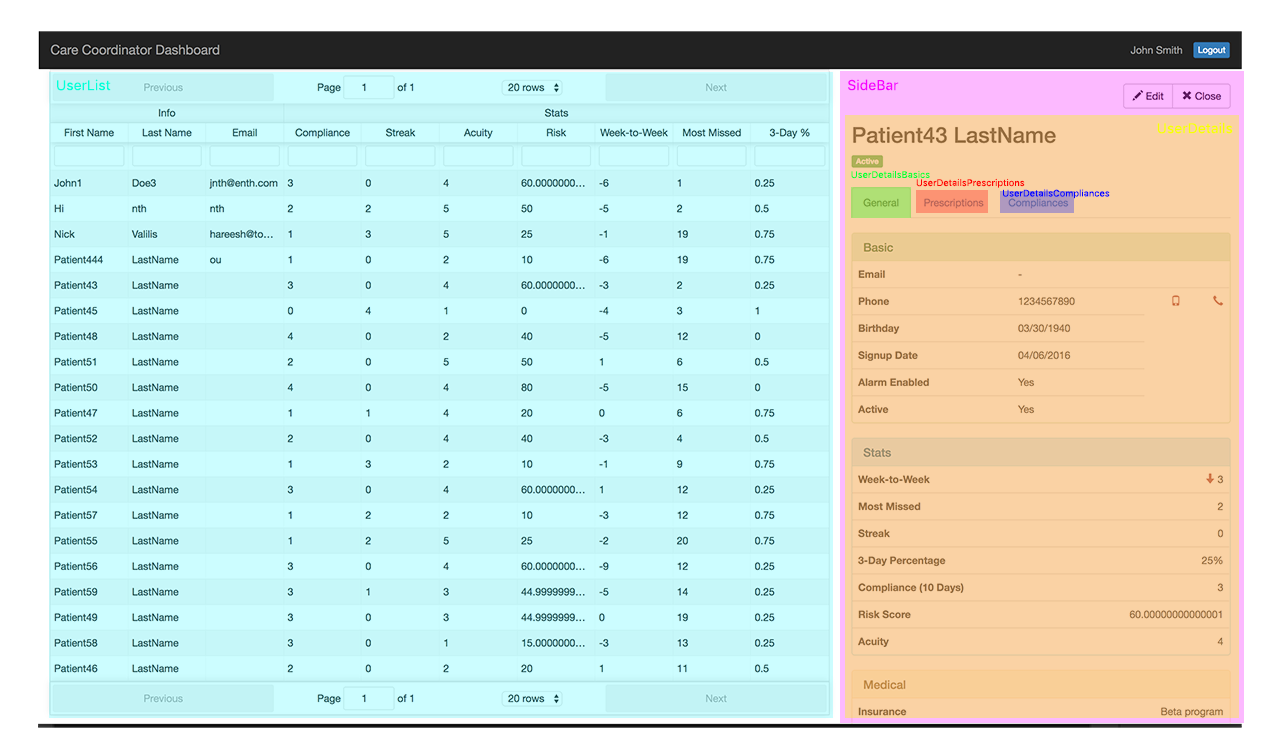 Care Coordinator Dashboard John Smith Logout
UserList Previous Page 1 of 1 20 rows Next
Info Stats
First Name Last Name Email Compliance Streak Acuity Risk Week-to-Week Most Missed 3-Day %
John1 Doe3 jnth@enth.com 3 0 4 60.0000000... -6 1 0.25
Hi nth nth 2 2 5 50 -5 2 0.5
Nick Valilis hareesh@to... 1 3 5 25 -1 19 0.75
Patient444 LastName ou 1 0 2 10 -6 19 0.75
Patient43 LastName 3 0 4 60.0000000... -3 2 0.25
Patient45 LastName 0 4 1 0 -4 3 1
Patient48 LastName 4 0 2 40 -5 12 0
Patient51 LastName 2 0 5 50 1 6 0.5
Patient50 LastName 4 0 4 80 -5 15 0
Patient47 LastName 1 1 4 20 0 6 0.75
Patient52 LastName 2 0 4 40 -3 4 0.5
Patient53 LastName 1 3 2 10 -1 9 0.75
Patient54 LastName 3 0 4 60.0000000... 1 12 0.25
Patient57 LastName 1 2 2 10 -3 12 0.75
Patient55 LastName 1 2 5 25 -2 20 0.75
Patient56 LastName 3 0 4 60.0000000... -9 12 0.25
Patient59 LastName 3 1 3 44.9999999... -5 14 0.25
Patient49 LastName 3 0 3 44.9999999... 0 19 0.25
Patient58 LastName 3 0 1 15.0000000... -3 13 0.25
Patient46 LastName 2 0 2 20 1 11 0.5
Previous Page 1 of 1 20 rows Next
SideBar
Edit Close
Patient43 LastName UserDetails
Active
UserDetailsBasics
UserDetailsPrescriptions
UserDetailsCompliances
General Prescriptions Compliances
Basic
Email -
Phone 1234567890
Birthday 03/30/1940
Signup Date 04/06/2016
Alarm Enabled Yes
Active Yes
Stats
Week-to-Week 3
Most Missed 2
Streak 0
3-Day Percentage 25%
Compliance (10 Days) 3
Risk Score 60.00000000000001
Acuity 4
Medical
Insurance Beta program